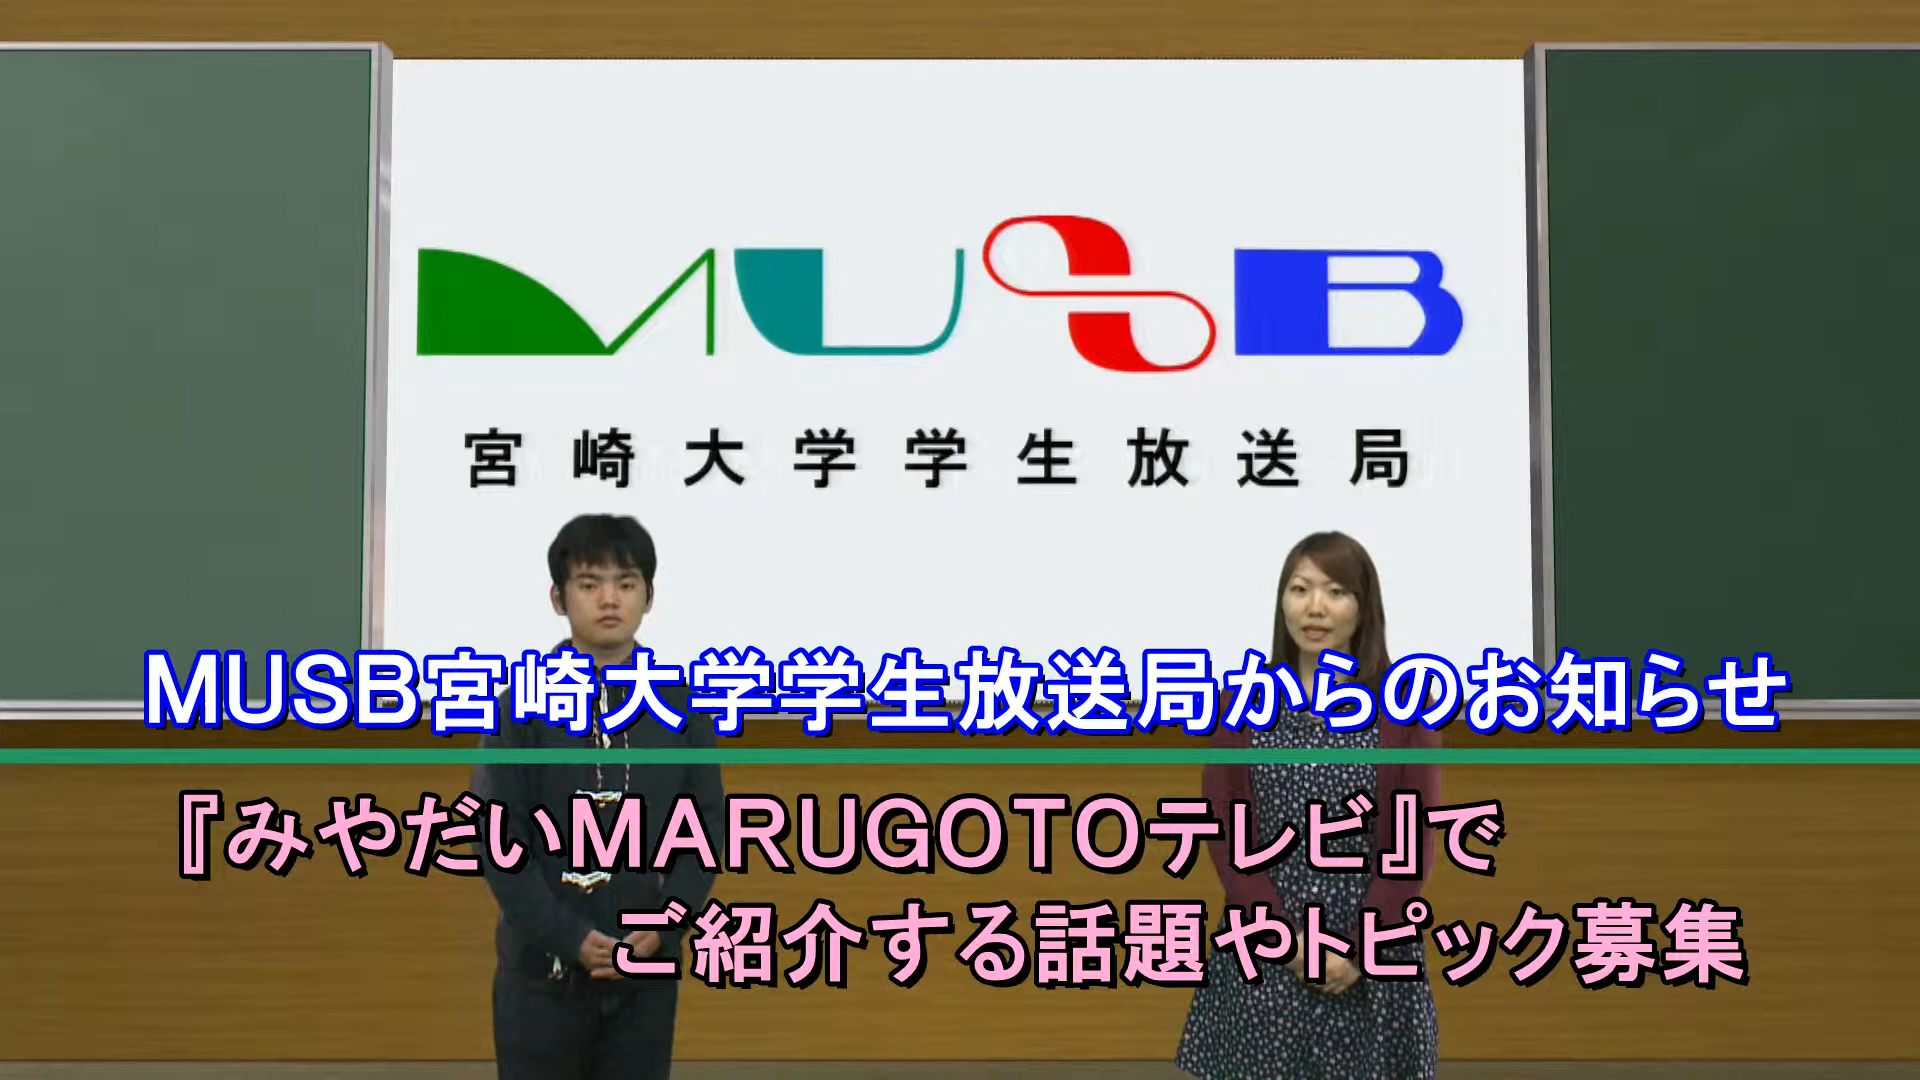 MUSB
宮崎大学学生放送局
MUSB宮崎大学学生放送局からのお知らせ
『みやだいMARUGOTOテレビ』で
ご紹介する話題やトピック募集